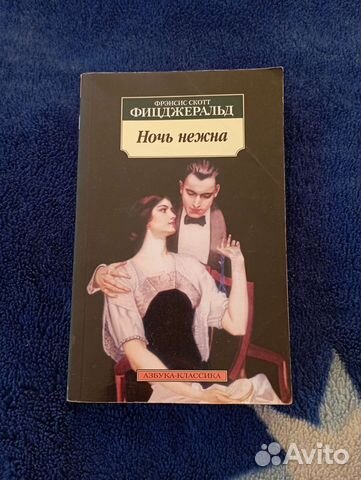 ФРЭНСИС СКОТТ
ФИЦДЖЕРАЛЬД
Ночь нежна
АЗБУКА-КЛАССИКА
Avito